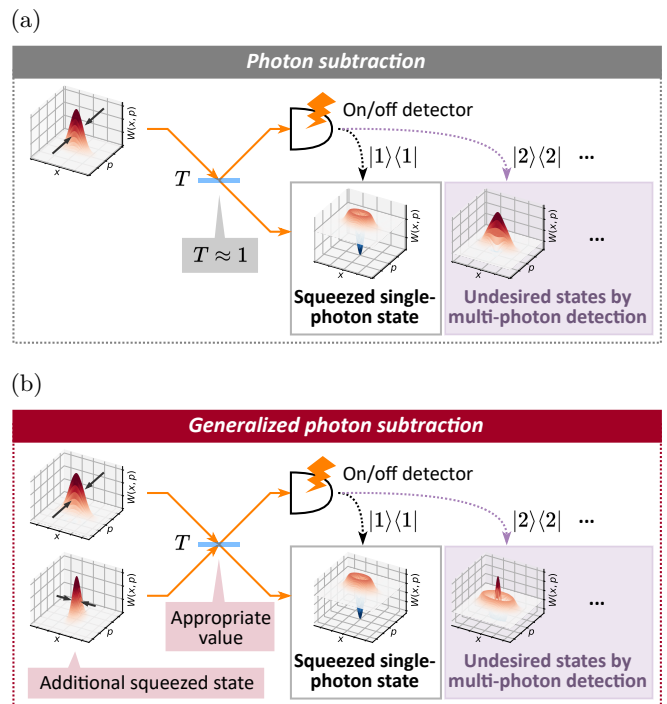 (a)
Photon subtraction
W(x, p)
x
p
T
T ≈ 1
On/off detector
|1⟩⟨1|
|2⟩⟨2|
...
W(x, p)
x
p
W(x, p)
x
p
...
Squeezed single-
photon state
Undesired states by
multi-photon detection
(b)
Generalized photon subtraction
W(x, p)
x
p
W(x, p)
x
p
T
Appropriate
value
Additional squeezed state
On/off detector
|1⟩⟨1|
|2⟩⟨2|
...
W(x, p)
x
p
W(x, p)
x
p
...
Squeezed single-
photon state
Undesired states by
multi-photon detection